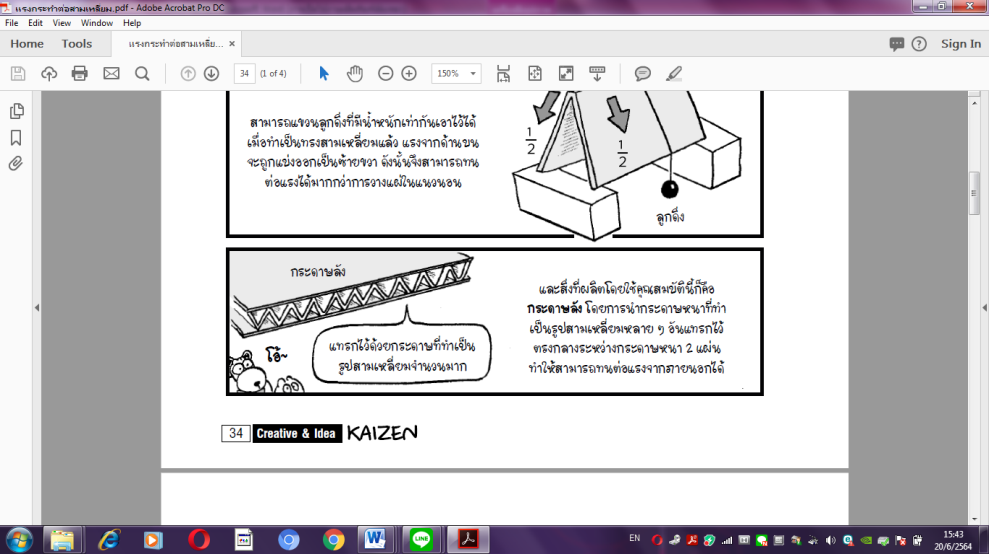 แรงกระทำต่อสามเหลี่ยม.pdf - Adobe Acrobat Pro DC
File Edit View Window Help
Home Tools แรงกระทำต่อสามเหลี่ย... × Sign In
34 (1 of 4) 150%
สามารถแขวนลูกดิ่งที่มีน้ำหนักเท่ากันเอาไว้ได้
เมื่อทำเป็นทรงสามเหลี่ยมแล้ว แรงจากด้านบน
จะถูกแบ่งออกเป็นซ้ายขวา ดังนั้นจึงสามารถทน
ต่อแรงได้มากกว่าการวางแผ่ในแนวนอน
1/2
1/2
ลูกดิ่ง
กระดาษลัง
แทรกไว้ด้วยกระดาษที่ทำเป็น
รูปสามเหลี่ยมจำนวนมาก
โอ้~
และสิ่งที่ผลิตโดยใช้คุณสมบัตินี้ก็คือ
กระดาษลัง โดยการนำกระดาษหนาที่ทำ
เป็นรูปสามเหลี่ยมหลาย ๆ อันแทรกไว้
ตรงกลางระหว่างกระดาษหนา 2 แผ่น
ทำให้สามารถทนต่อแรงจากภายนอกได้
34 Creative & Idea KAIZEN
EN
15:43
20/6/2564